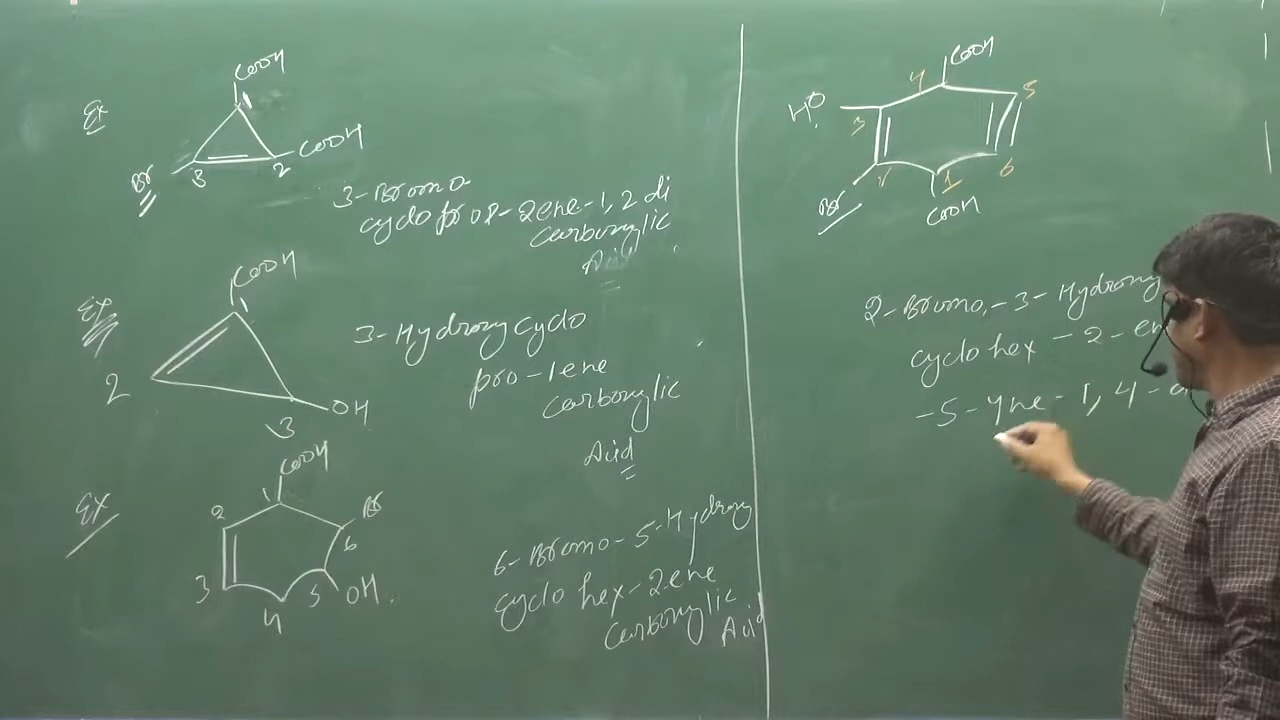 Ex
COOH
1
COOH
Br
3
2
3-Bromo
cyclo prop-2ene-1,2 di
carboxylic
Acid
Ex
COOH
1
2
OH
3
3-Hydroxy cyclo
pro-1ene
carboxylic
Acid
Ex
COOH
1
2
Br
6
3
4
5
OH
6-Bromo-5-Hydroxy
cyclo hex-2ene
carboxylic
Acid
COOH
4
HO
3
5
Br
1
6
COOH
2-Bromo,-3-Hydroxy
cyclo hex-2-en
-5-yne-1,4-